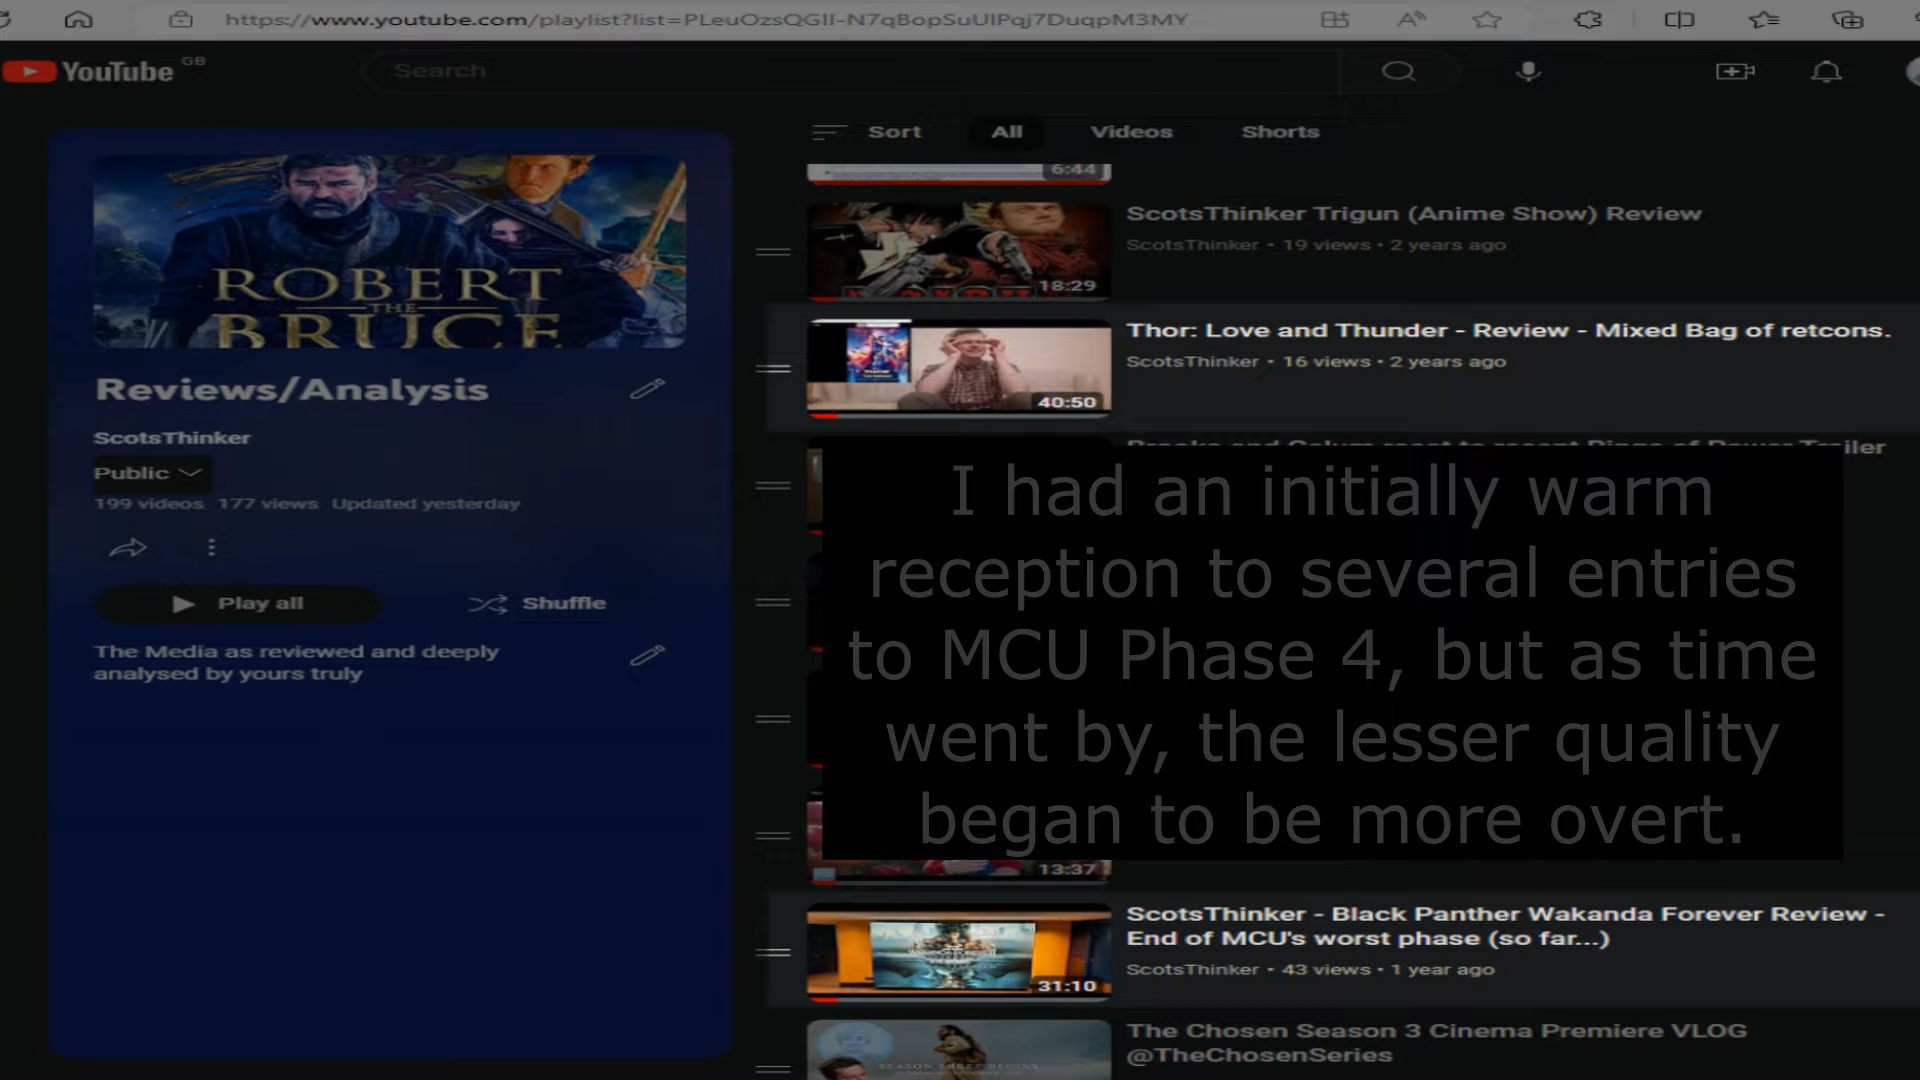 https://www.youtube.com/playlist?list=PLeuOzsQGII-N7qBopSuUIPqj7DuqpM3MY
YouTube GB
Search
Sort All Videos Shorts
6:44
ROBERT
THE
BRUCE
Reviews/Analysis
ScotsThinker
Public
199 videos 177 views Updated yesterday
Play all Shuffle
The Media as reviewed and deeply
analysed by yours truly
ScotsThinker Trigun (Anime Show) Review
ScotsThinker • 19 views • 2 years ago
18:29
Thor: Love and Thunder - Review - Mixed Bag of retcons.
ScotsThinker • 16 views • 2 years ago
40:50
I had an initially warm
reception to several entries
to MCU Phase 4, but as time
went by, the lesser quality
began to be more overt.
13:37
ScotsThinker - Black Panther Wakanda Forever Review -
End of MCU's worst phase (so far...)
ScotsThinker • 43 views • 1 year ago
31:10
The Chosen Season 3 Cinema Premiere VLOG
@TheChosenSeries